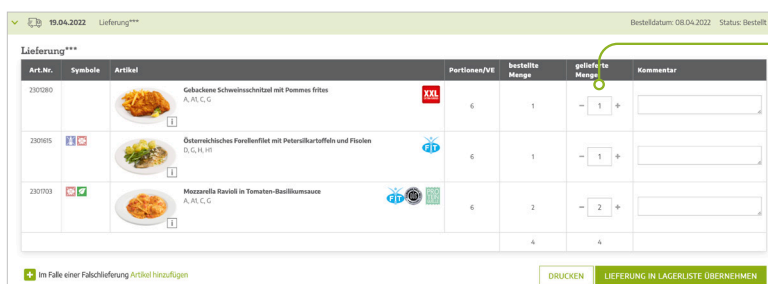 19.04.2022 Lieferung*** Bestelldatum: 08.04.2022 Status: Bestellt
Lieferung***
Art.Nr. Symbole Artikel Portionen/VE bestellte Menge gelieferte Menge Kommentar
2301280 Gebackene Schweinsschnitzel mit Pommes frites XXL 6 1 - 1 +
A, A1, C, G
i
2301615 Österreichisches Forellenfilet mit Petersilkartoffeln und Fisolen FIT 6 1 - 1 +
D, G, H, H1
i
2301703 Mozzarella Ravioli in Tomaten-Basilikumsauce FIT 6 2 - 2 +
A, A1, C, G
i
4 4
+ Im Falle einer Falschlieferung Artikel hinzufügen DRUCKEN LIEFERUNG IN LAGERLISTE ÜBERNEHMEN